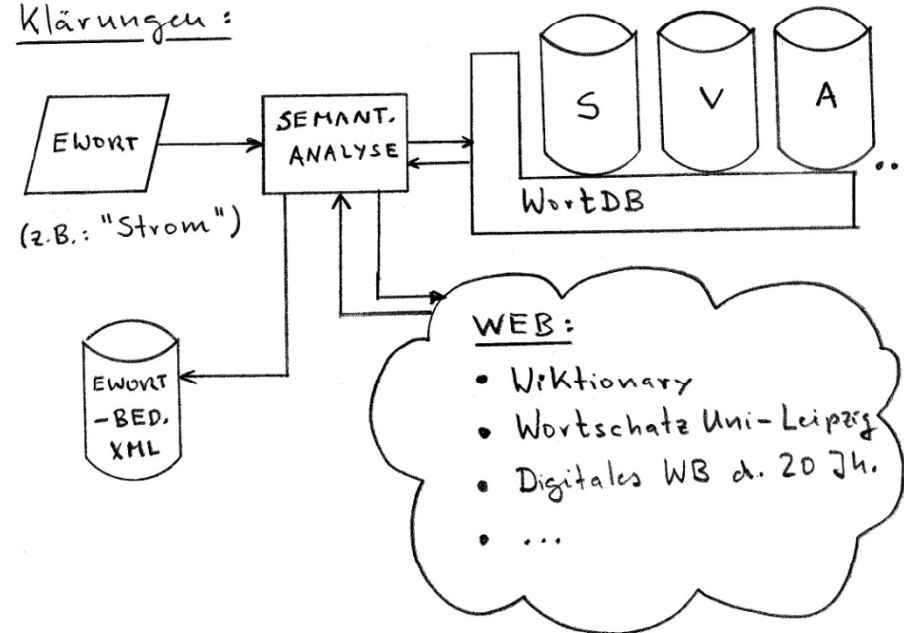 Klärungen:
EWORT
(z.B.: "Strom")
SEMANT.
ANALYSE
S
V
A
..
WortDB
EWORT
-BED.
XML
WEB:
• Wiktionary
• Wortschatz Uni-Leipzig
• Digitales WB d. 20 Jh.
• ...